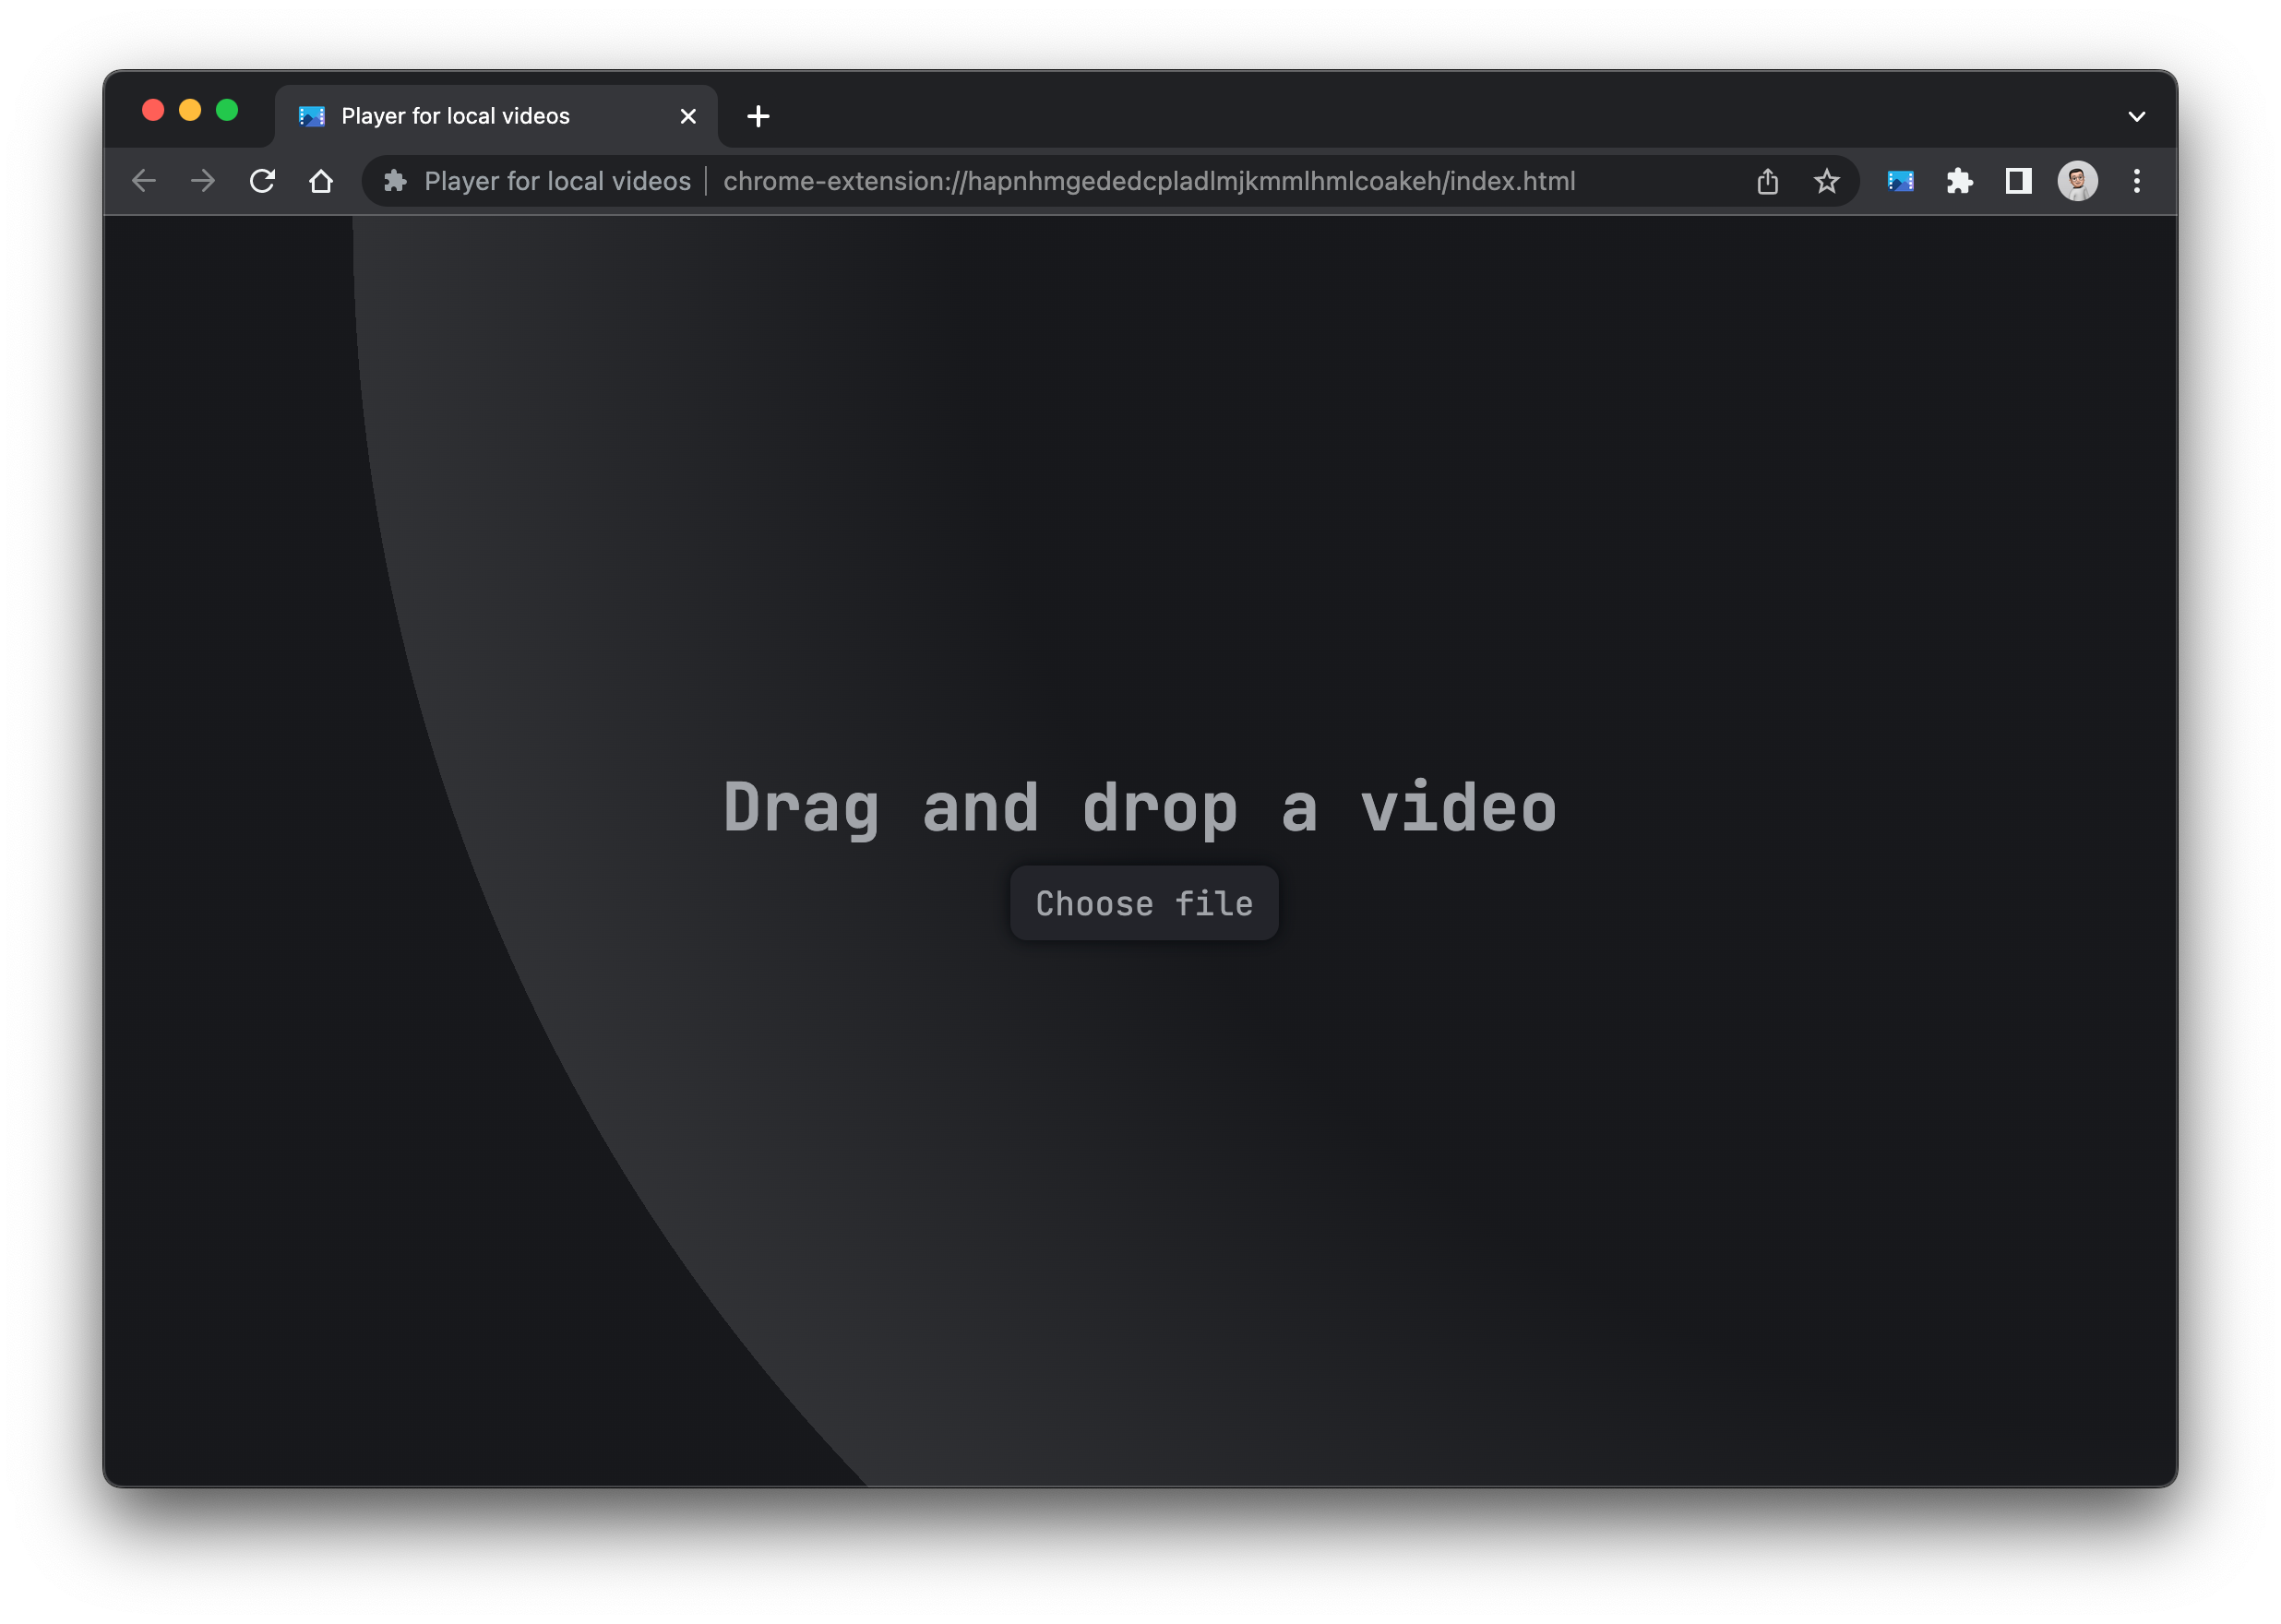 Player for local videos
Player for local videos | chrome-extension://hapnhmgededcpladlmjkmmlhmlcoakeh/index.html
Drag and drop a video
Choose file